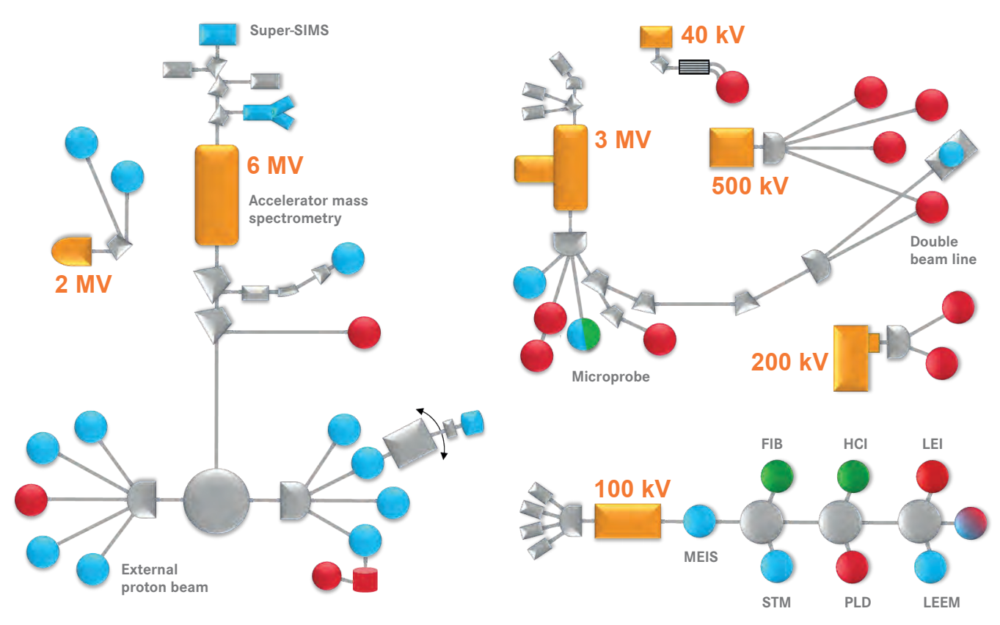 Super-SIMS
6 MV
Accelerator mass
spectrometry
2 MV
External
proton beam
40 kV
3 MV
500 kV
Double
beam line
Microprobe
200 kV
FIB
HCI
LEI
100 kV
MEIS
STM
PLD
LEEM